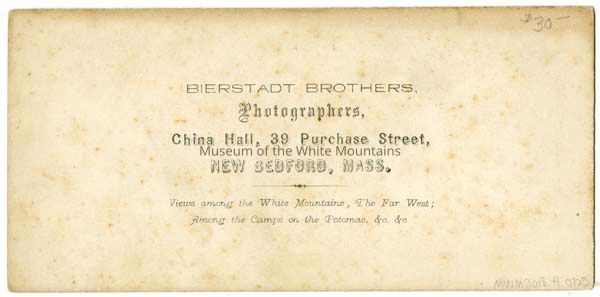 $30-
BIERSTADT BROTHERS,
Photographers,
China Hall, 39 Purchase Street,
Museum of the White Mountains
NEW BEDFORD, MASS.
Views among the White Mountains, The Far West;
Among the Camps on the Potomac, &c. &c